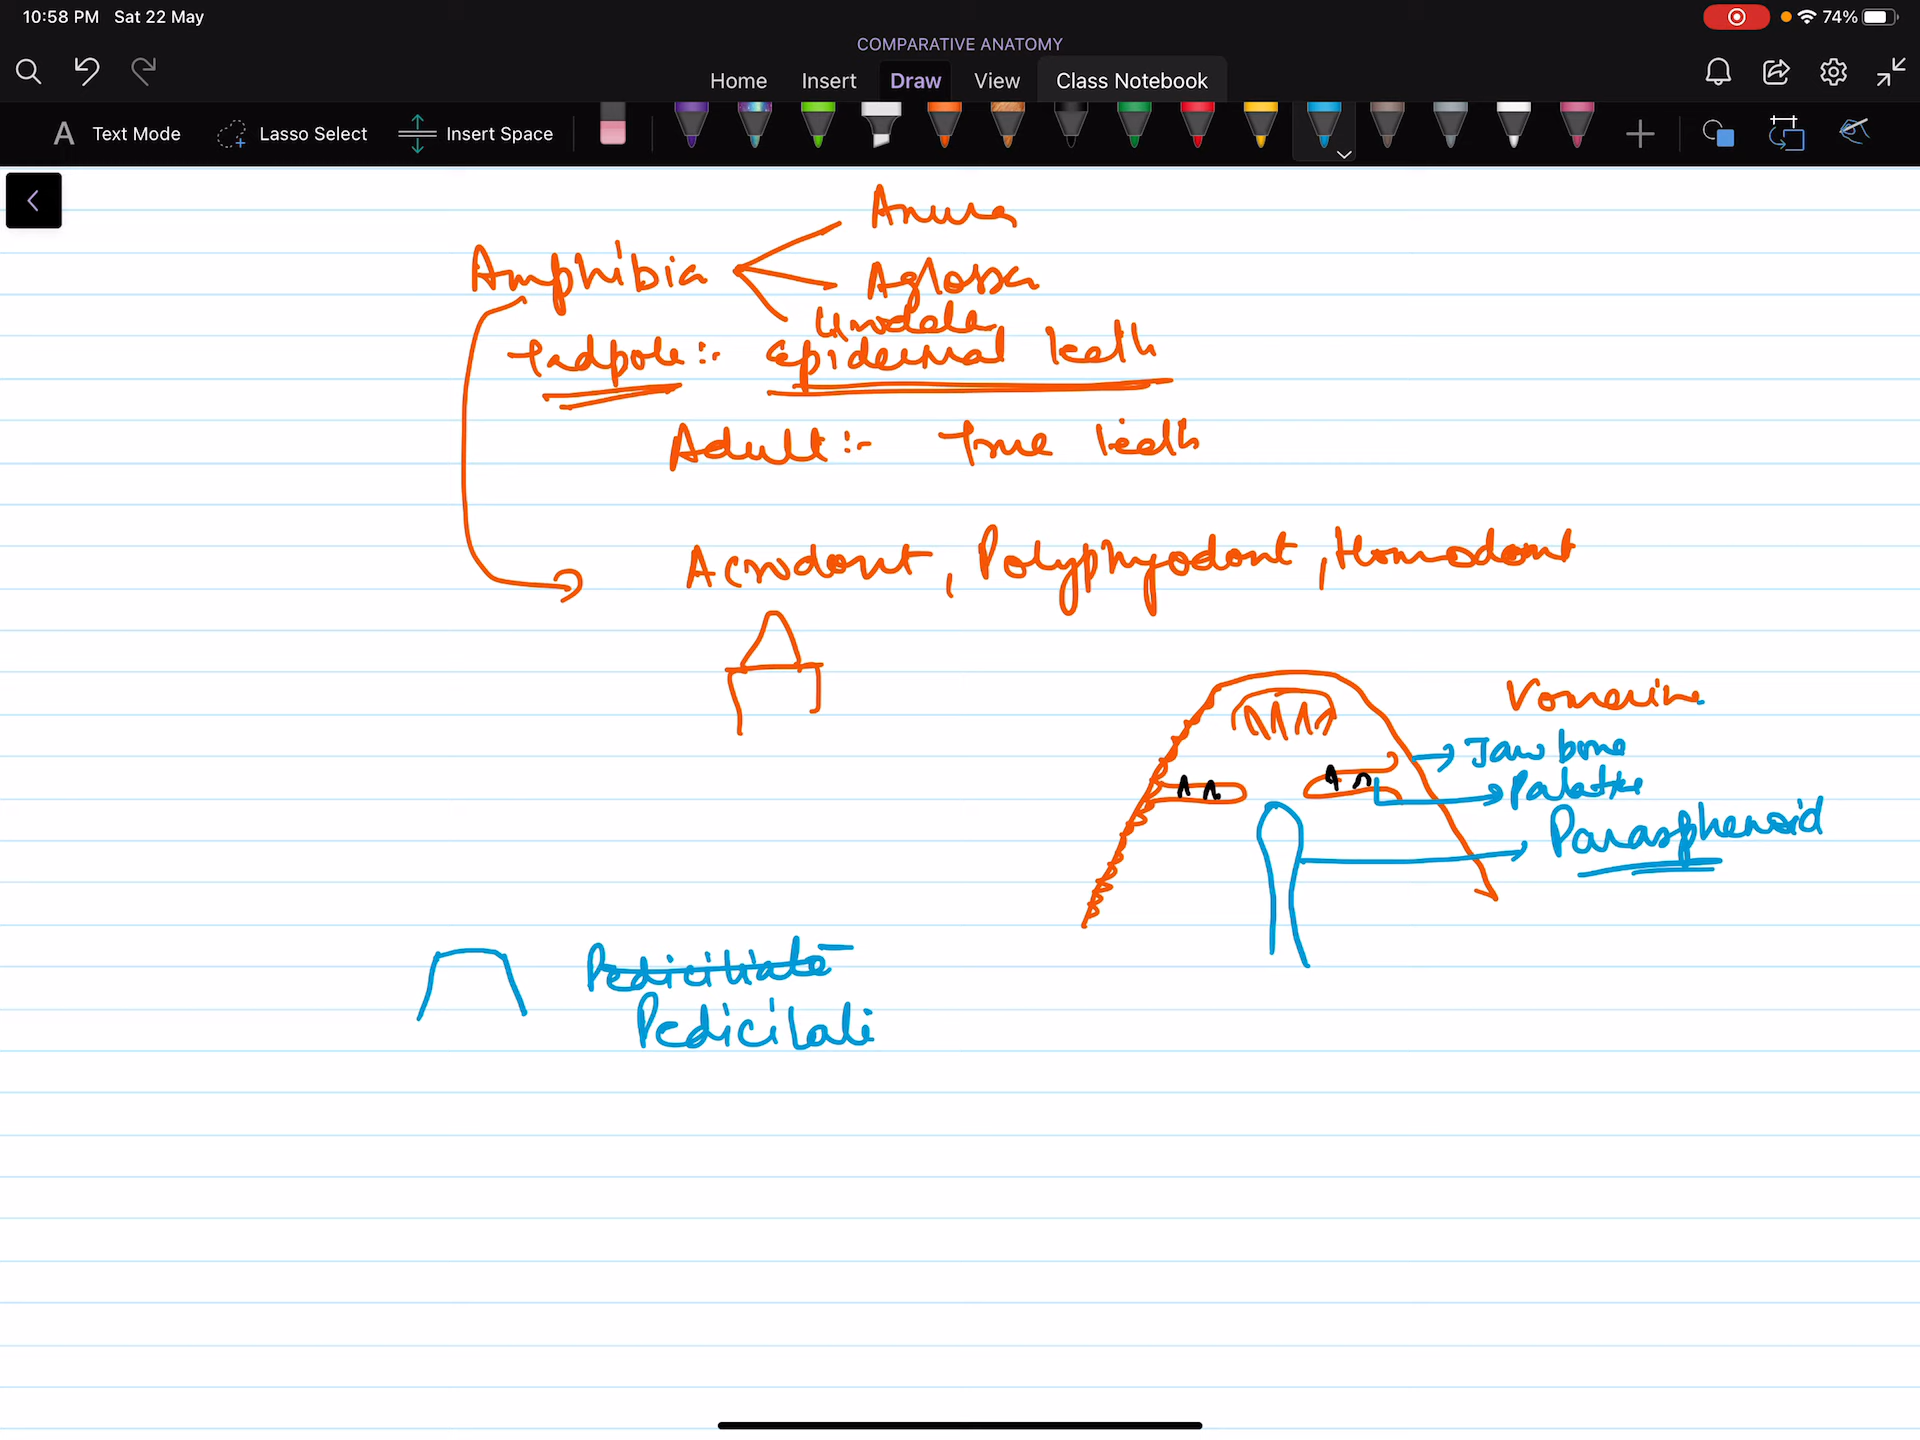 10:58 PM Sat 22 May
74%
COMPARATIVE ANATOMY
Home Insert Draw View Class Notebook
A Text Mode Lasso Select Insert Space
Anura
Amphibia
Aglossa
Urodela
Tadpole:- Epidermal teeth
Adult:- True teeth
Acrodont, Polyphyodont, Homodont
Vomerine
Jaw bone
Palatine
Parasphenoid
Pediciliate
Pedicilate